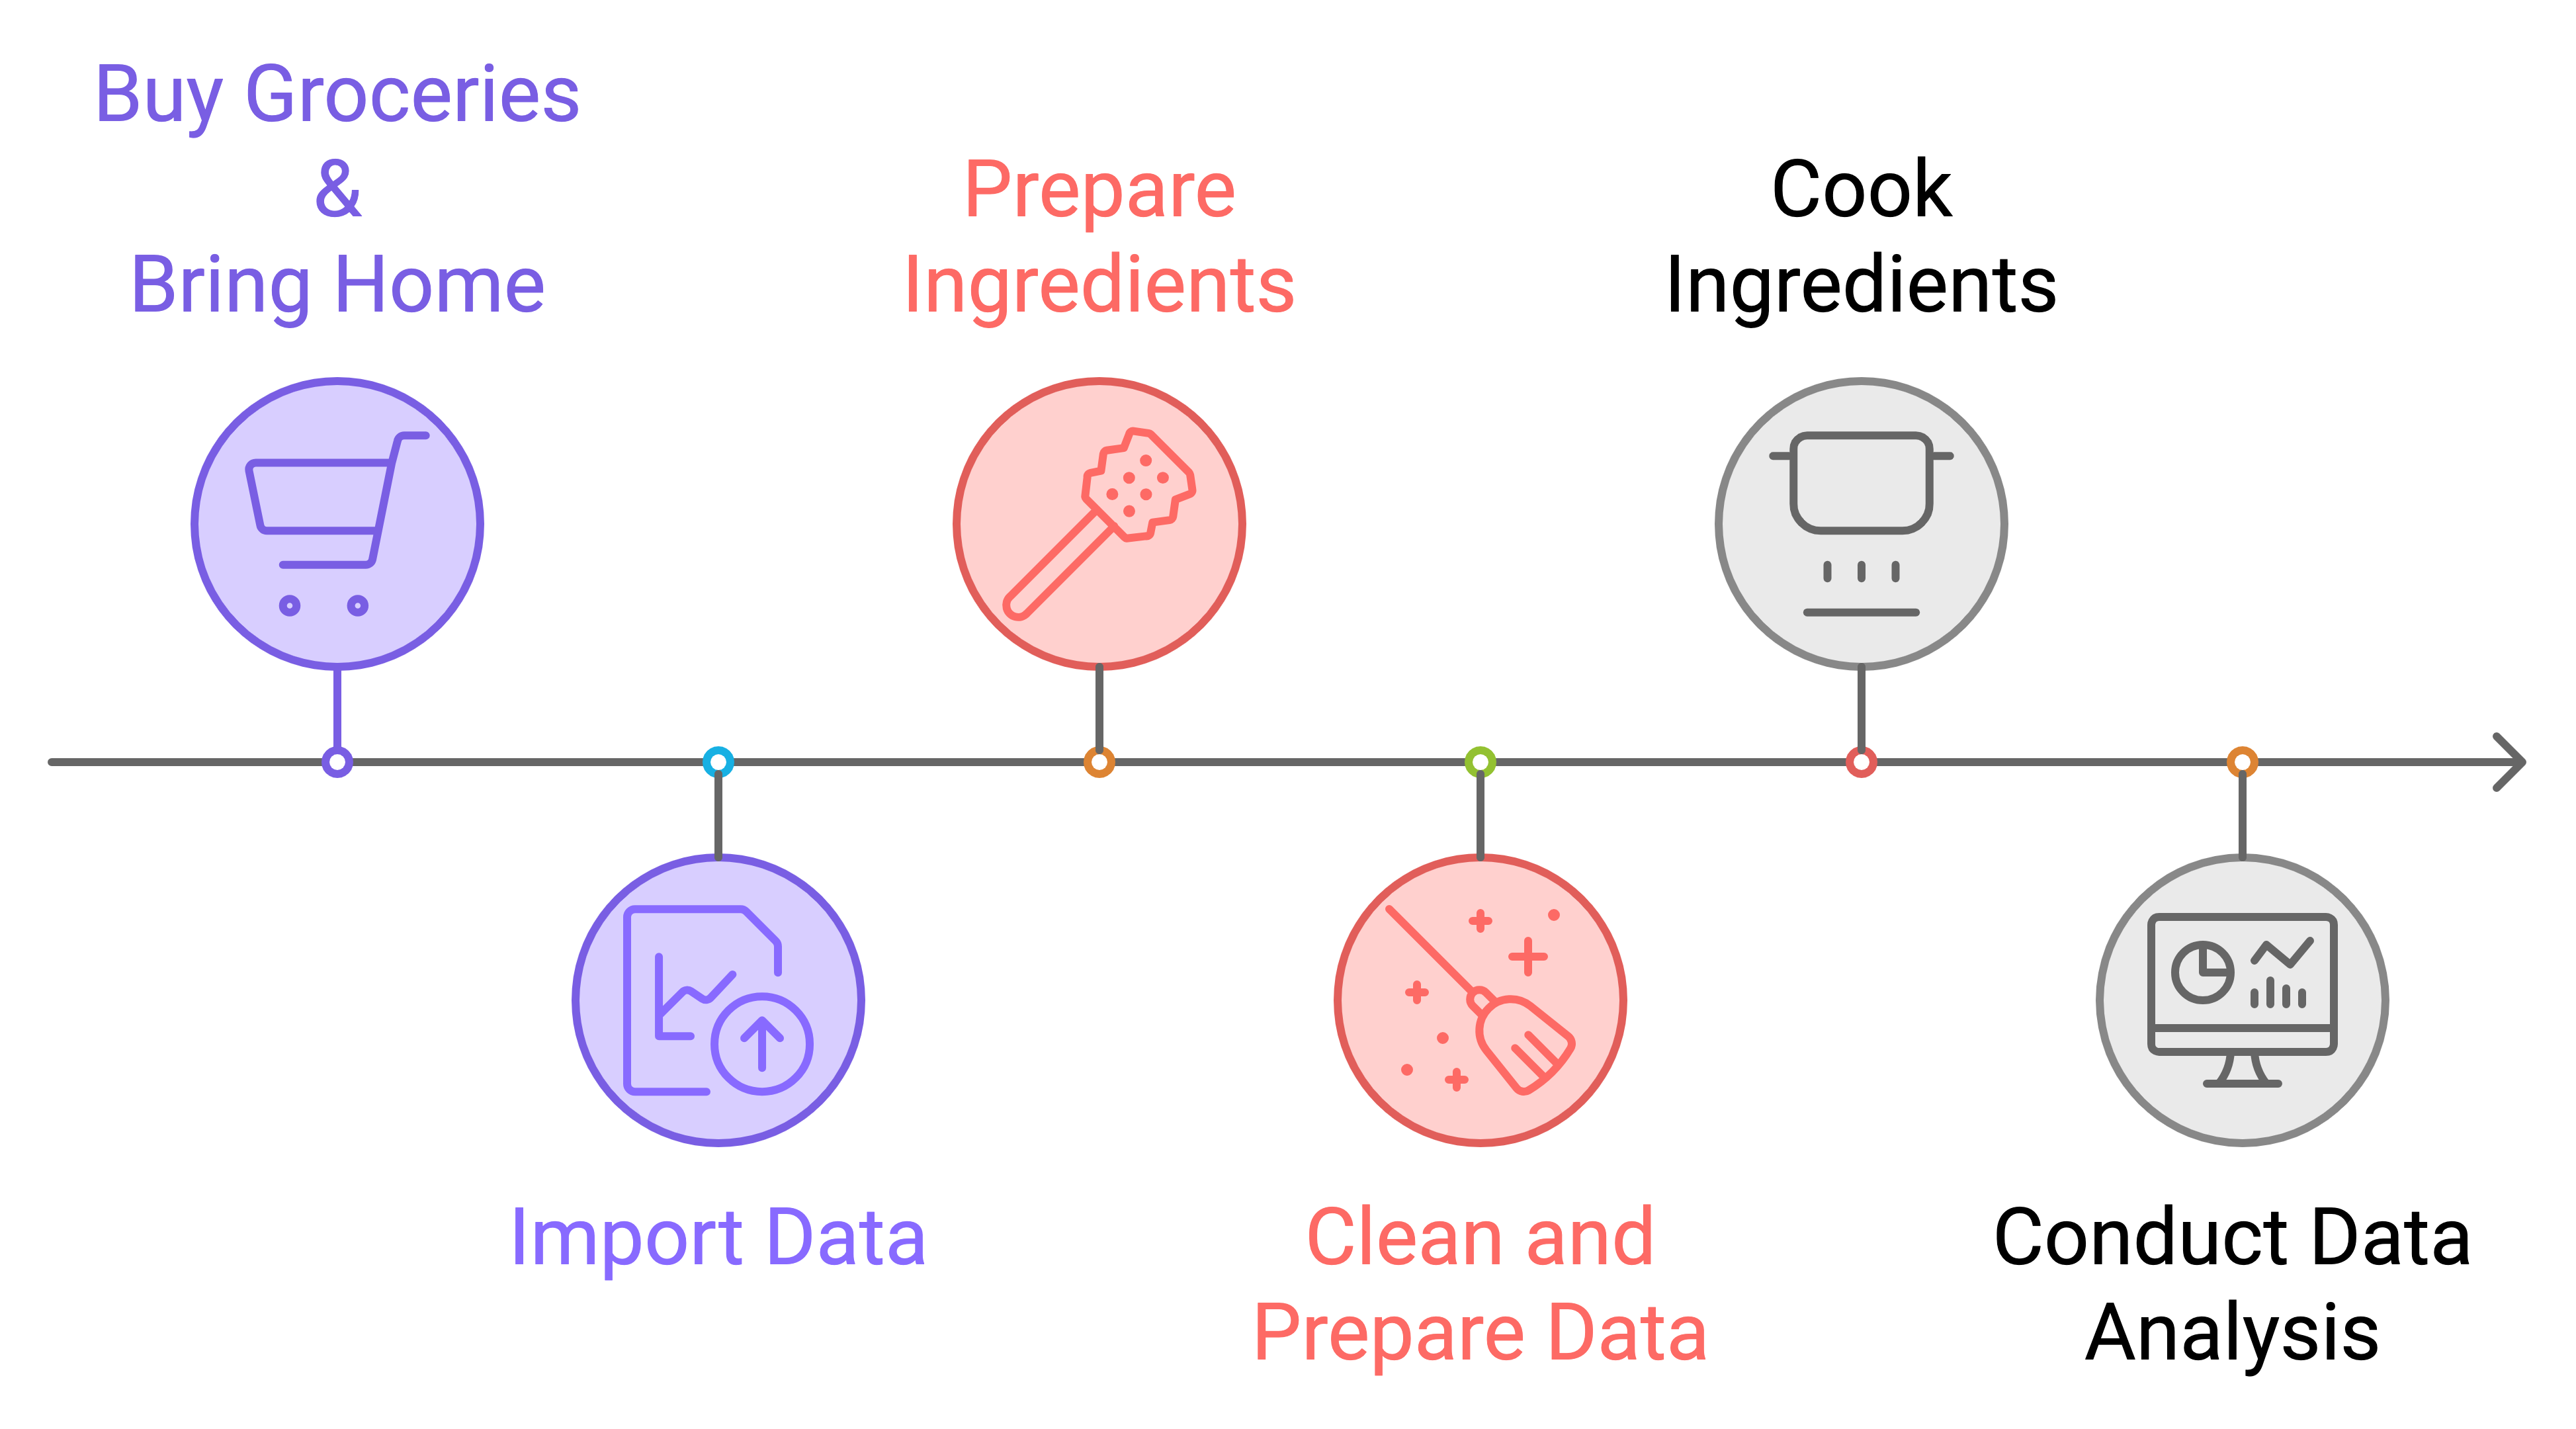 Buy Groceries
&
Bring Home
Import Data
Prepare
Ingredients
Clean and
Prepare Data
Cook
Ingredients
Conduct Data
Analysis